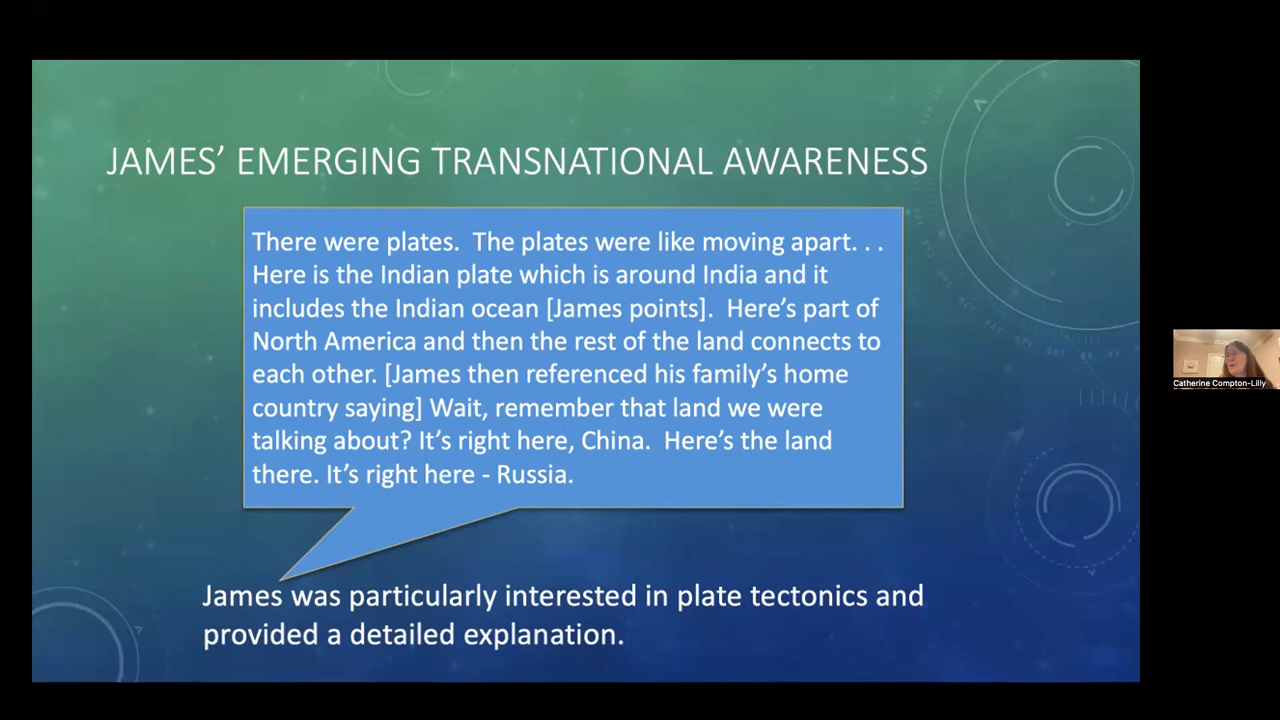 JAMES' EMERGING TRANSNATIONAL AWARENESS
There were plates.  The plates were like moving apart. . .
Here is the Indian plate which is around India and it
includes the Indian ocean [James points].  Here's part of
North America and then the rest of the land connects to
each other. [James then referenced his family's home
country saying] Wait, remember that land we were
talking about? It's right here, China.  Here's the land
there. It's right here - Russia.
James was particularly interested in plate tectonics and
provided a detailed explanation.
Catherine Compton-Lilly